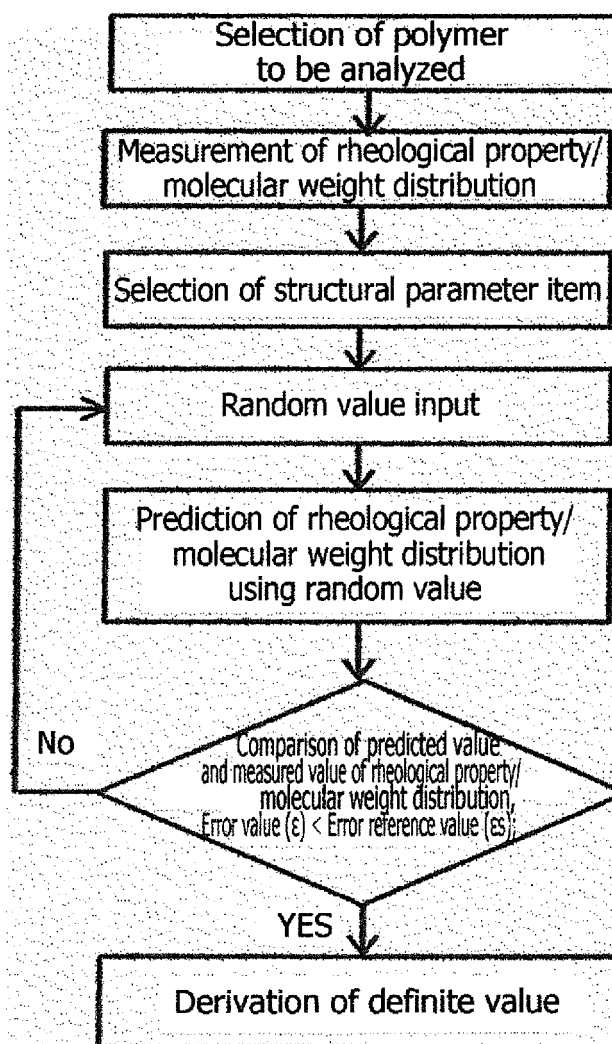 Selection of polymer
to be analyzed
Measurement of rheological property/
molecular weight distribution
Selection of structural parameter item
Random value input
Prediction of rheological property/
molecular weight distribution
using random value
No
Comparison of predicted value
and measured value of rheological property/
molecular weight distribution,
Error value (ε) < Error reference value (εs);
YES
Derivation of definite value